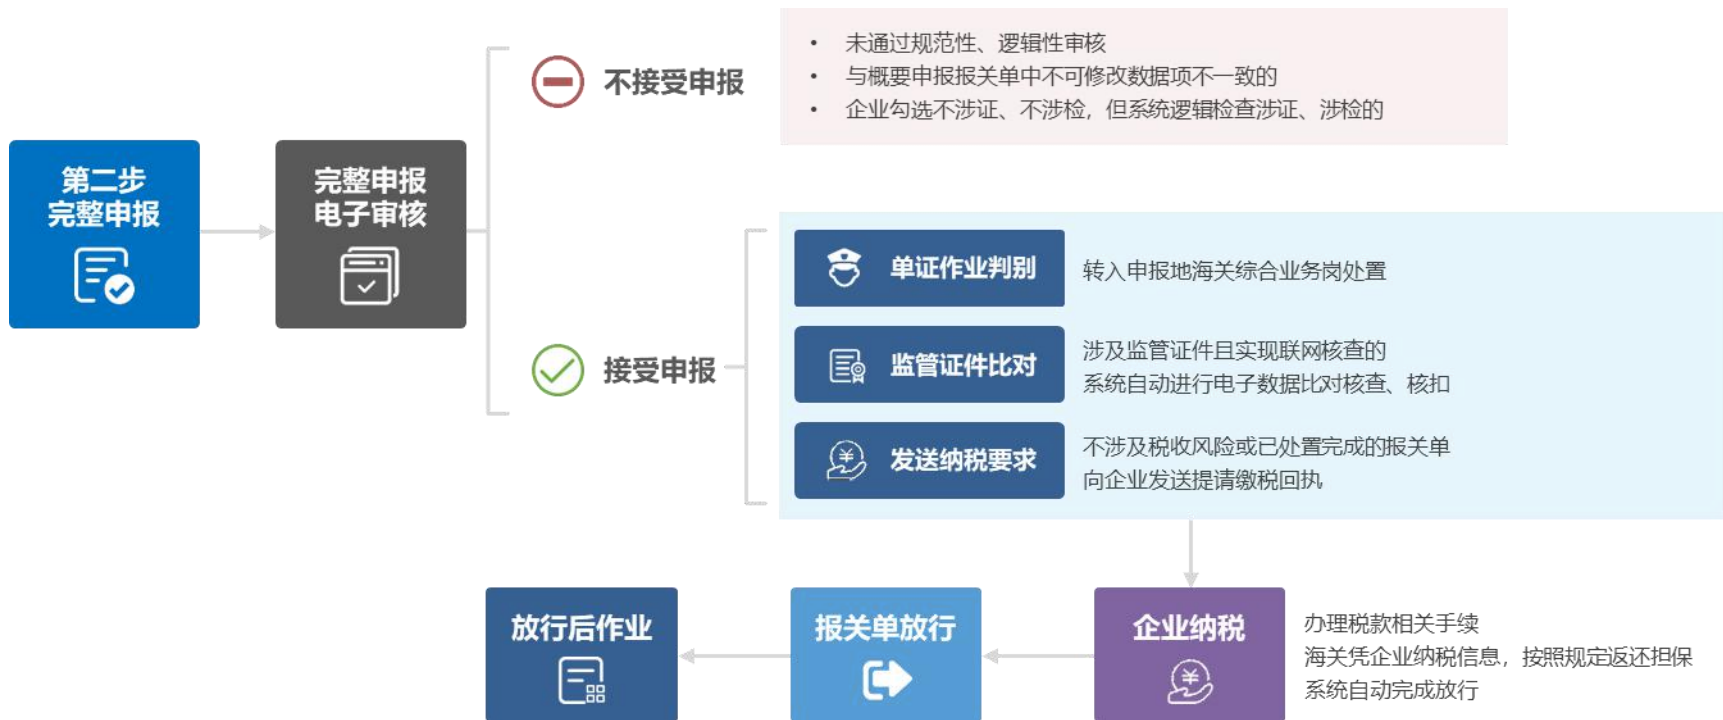 第二步
完整申报
完整申报
电子审核
不接受申报
• 未通过规范性、逻辑性审核
• 与概要申报报关单中不可修改数据项不一致的
• 企业勾选不涉证、不涉检，但系统逻辑检查涉证、涉检的
接受申报
单证作业判别
转入申报地海关综合业务岗处置
监管证件比对
涉及监管证件且实现联网核查的
系统自动进行电子数据比对核查、核扣
发送纳税要求
不涉及税收风险或已处置完成的报关单
向企业发送提请缴税回执
企业纳税
办理税款相关手续
海关凭企业纳税信息，按照规定返还担保
系统自动完成放行
报关单放行
放行后作业